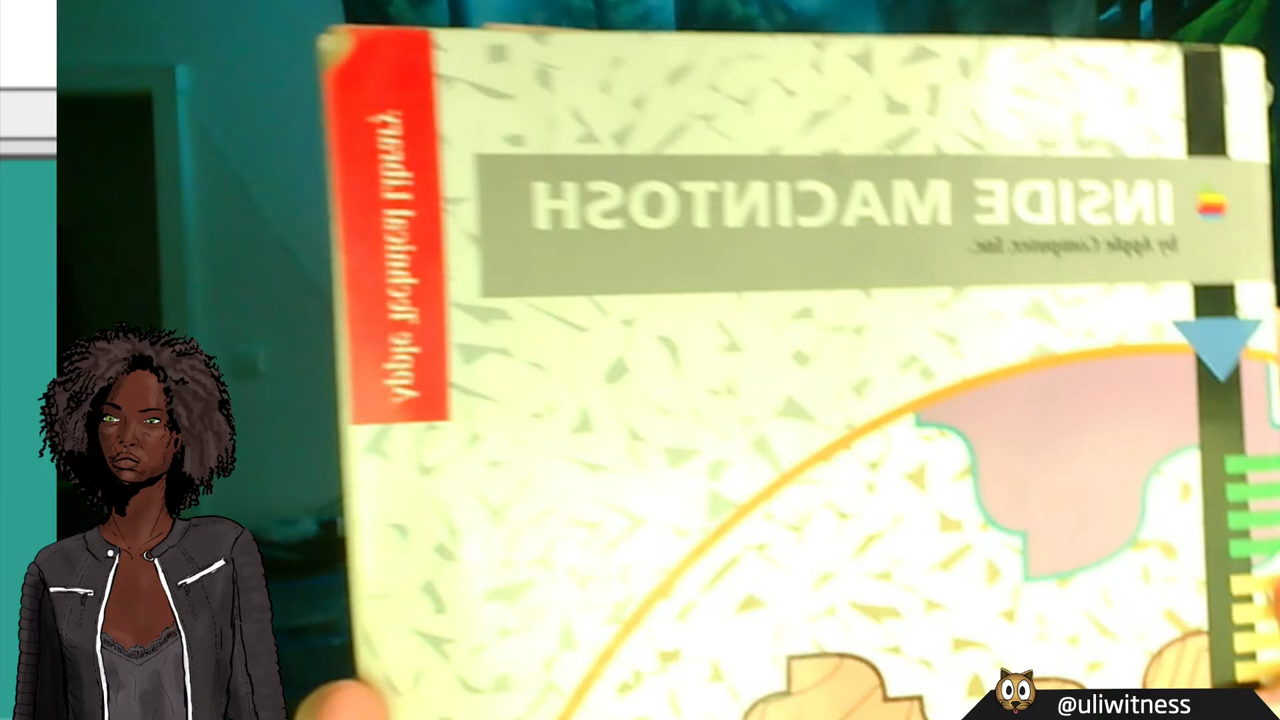 Apple Technical Library
INSIDE MACINTOSH
by Apple Computer, Inc.
@uliwitness